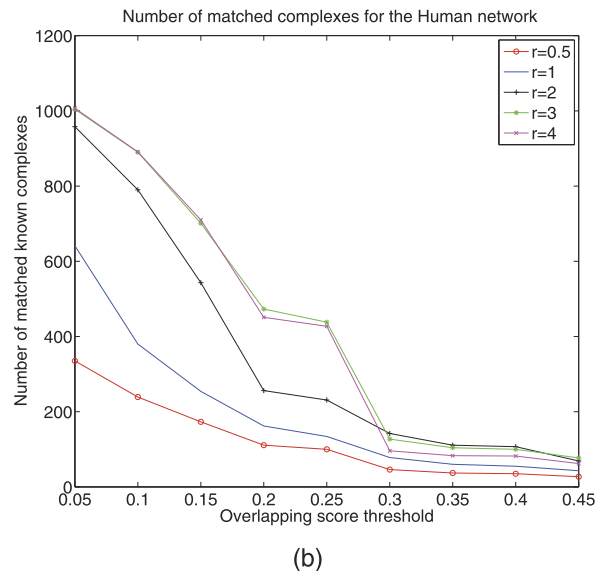 Number of matched complexes for the Human network
1200
1000
800
600
400
200
0
Number of matched known complexes
r=0.5
r=1
r=2
r=3
r=4
0.05 0.1 0.15 0.2 0.25 0.3 0.35 0.4 0.45
Overlapping score threshold
(b)